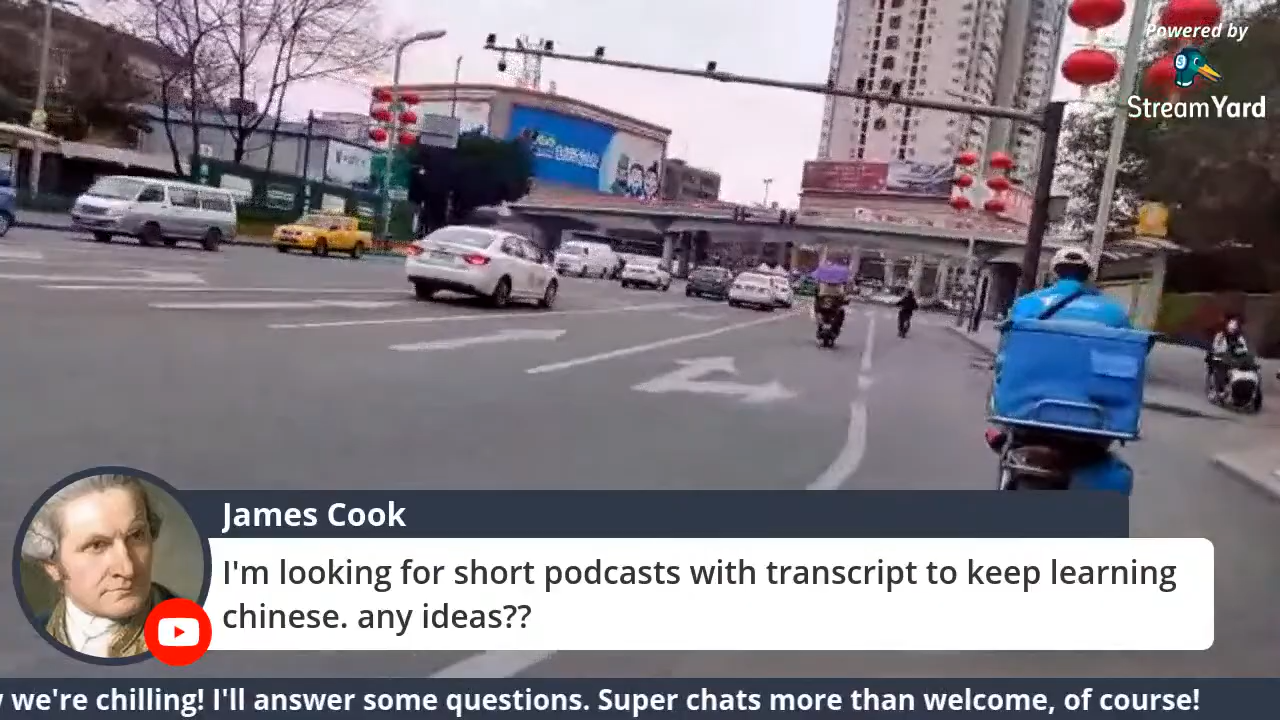 Powered by
StreamYard
James Cook
I'm looking for short podcasts with transcript to keep learning
chinese. any ideas??
we're chilling! I'll answer some questions. Super chats more than welcome, of course!